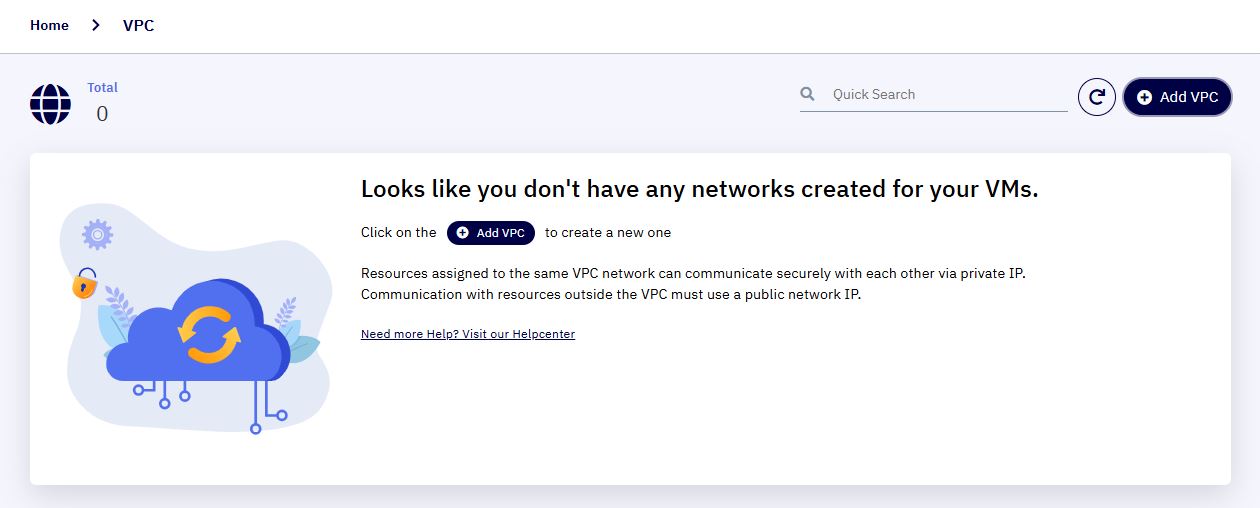 Home > VPC
Total
0
Quick Search
Add VPC
Looks like you don't have any networks created for your VMs.
Click on the Add VPC to create a new one
Resources assigned to the same VPC network can communicate securely with each other via private IP.
Communication with resources outside the VPC must use a public network IP.
Need more Help? Visit our Helpcenter